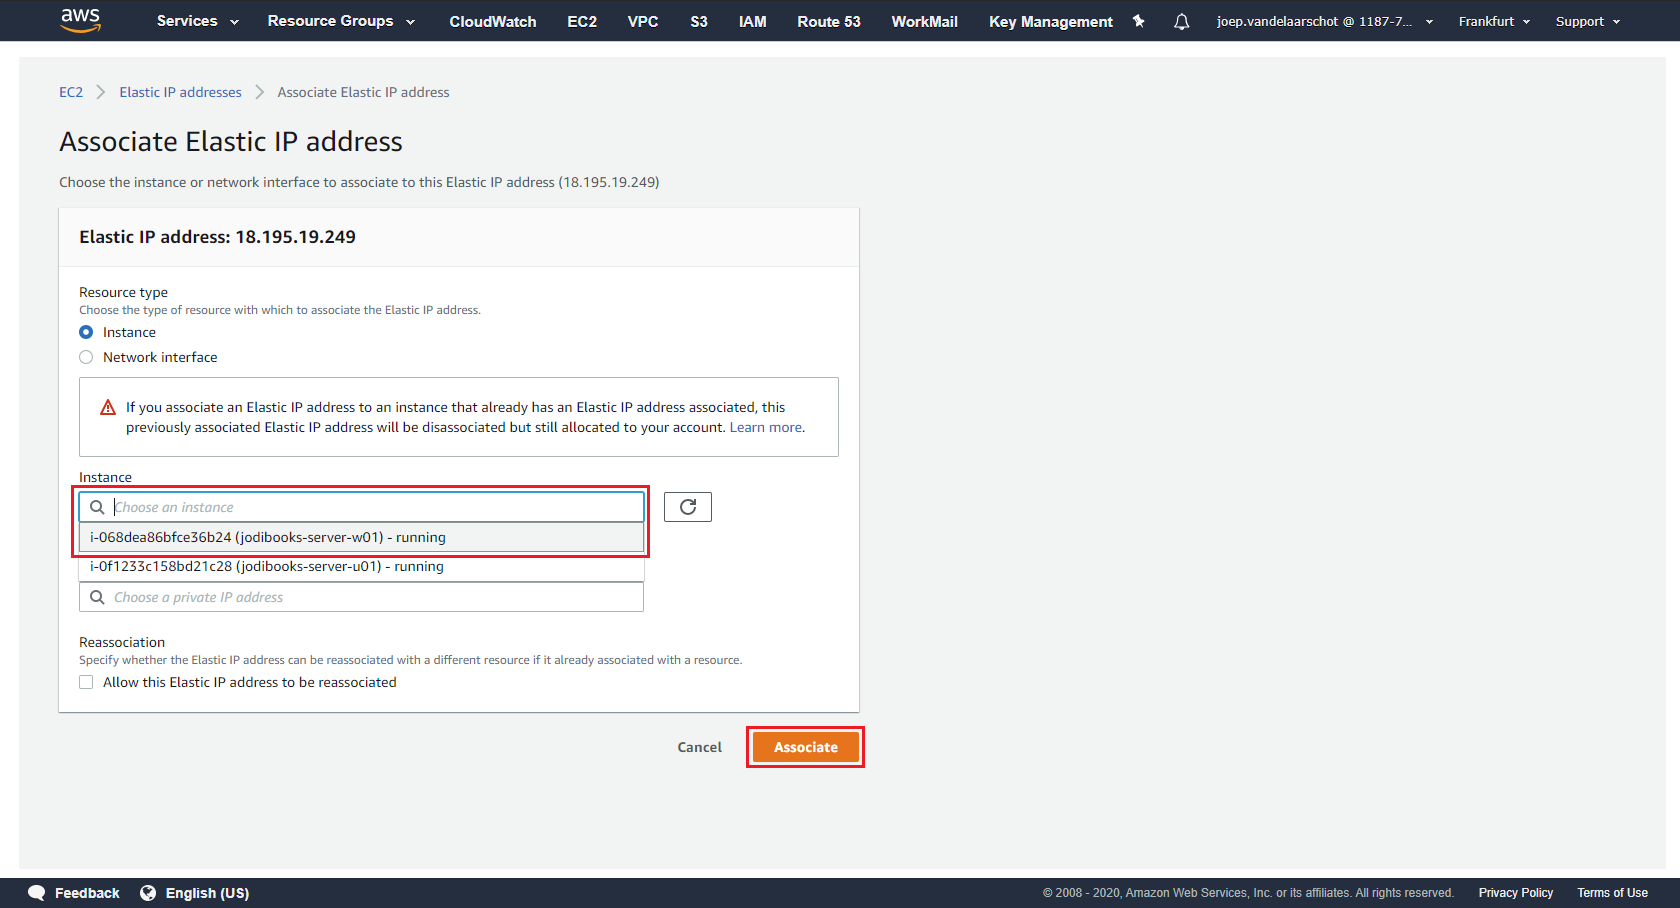 aws Services Resource Groups CloudWatch EC2 VPC S3 IAM Route 53 WorkMail Key Management joep.vandelaarschot @ 1187-7... Frankfurt Support
EC2 Elastic IP addresses Associate Elastic IP address
Associate Elastic IP address
Choose the instance or network interface to associate to this Elastic IP address (18.195.19.249)
Elastic IP address: 18.195.19.249
Resource type
Choose the type of resource with which to associate the Elastic IP address.
Instance
Network interface
If you associate an Elastic IP address to an instance that already has an Elastic IP address associated, this
previously associated Elastic IP address will be disassociated but still allocated to your account. Learn more.
Instance
Choose an instance
i-068dea86bfce36b24 (jodibooks-server-w01) - running
i-0f1233c158bd21c28 (jodibooks-server-u01) - running
Choose a private IP address
Reassociation
Specify whether the Elastic IP address can be reassociated with a different resource if it already associated with a resource.
Allow this Elastic IP address to be reassociated
Cancel Associate
Feedback English (US) © 2008 - 2020, Amazon Web Services, Inc. or its affiliates. All rights reserved. Privacy Policy Terms of Use